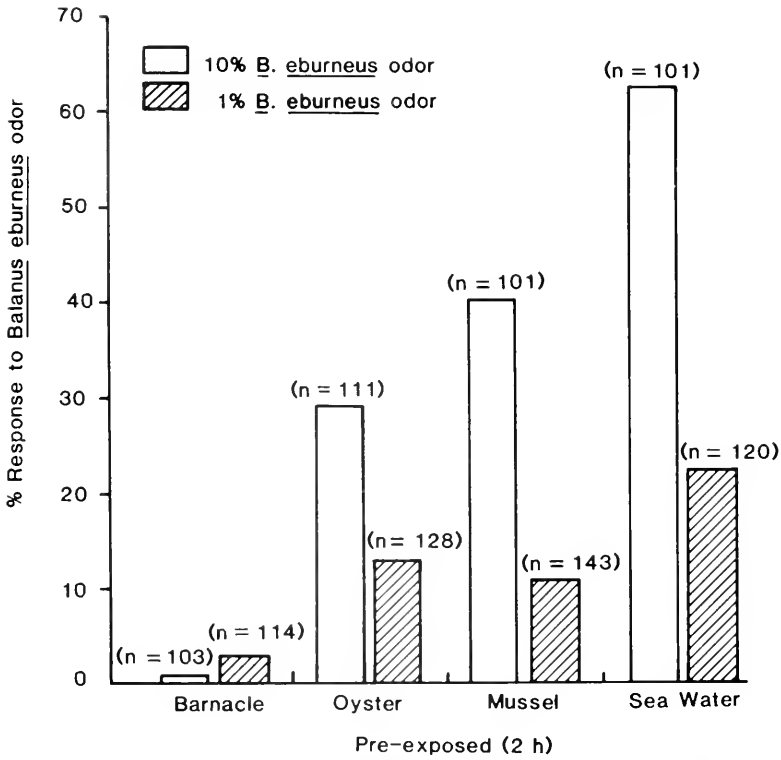 % Response to Balanus eburneus odor
70
60
50
40
30
20
10
0
10% B. eburneus odor
1% B. eburneus odor
(n = 103)
(n = 114)
(n = 111)
(n = 128)
(n = 101)
(n = 143)
(n = 101)
(n = 120)
Barnacle
Oyster
Mussel
Sea Water
Pre-exposed (2 h)